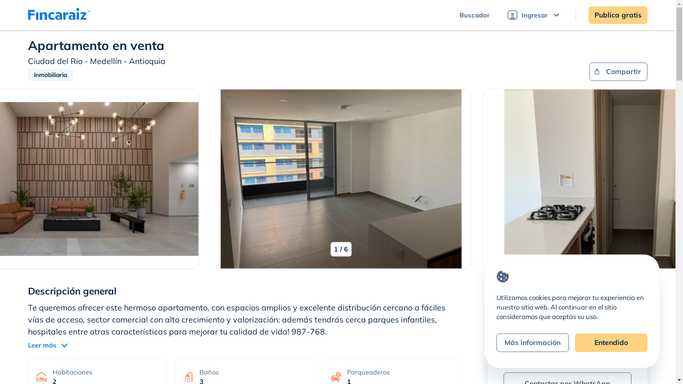 Fincaraiz
Buscador
Ingresar
Publica gratis
Apartamento en venta
Ciudad del Rio - Medellín - Antioquia
Inmobiliaria
Compartir
1 / 6
Descripción general
Te queremos ofrecer este hermoso apartamento, con espacios amplios y excelente distribución cercano a fáciles
vías de acceso, sector comercial con alto crecimiento y valorización; además tendrás cerca parques infantiles,
hospitales entre otras características para mejorar tu calidad de vida! 987-768.
Leer más
Habitaciones
2
Baños
3
Parqueaderos
1
Utilizamos cookies para mejorar tu experiencia en
nuestro sitio web. Al continuar en el sitio
consideramos que aceptas su uso.
Más información
Entendido
Contactar por WhatsApp